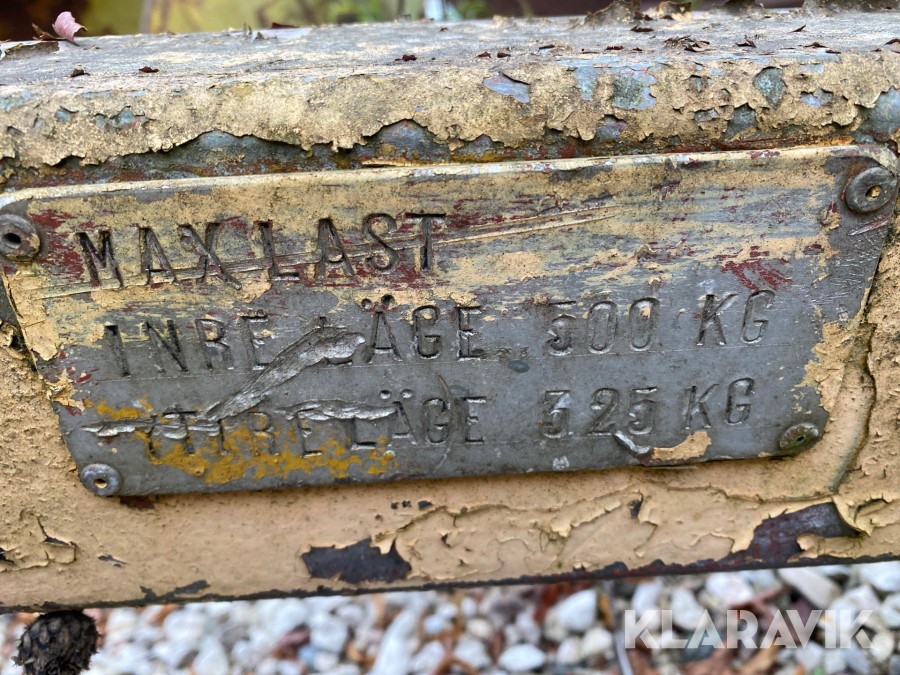 MAX LAST
INRE LÄGE 500 KG
YTTRE LÄGE 325 KG
KLARAVIK